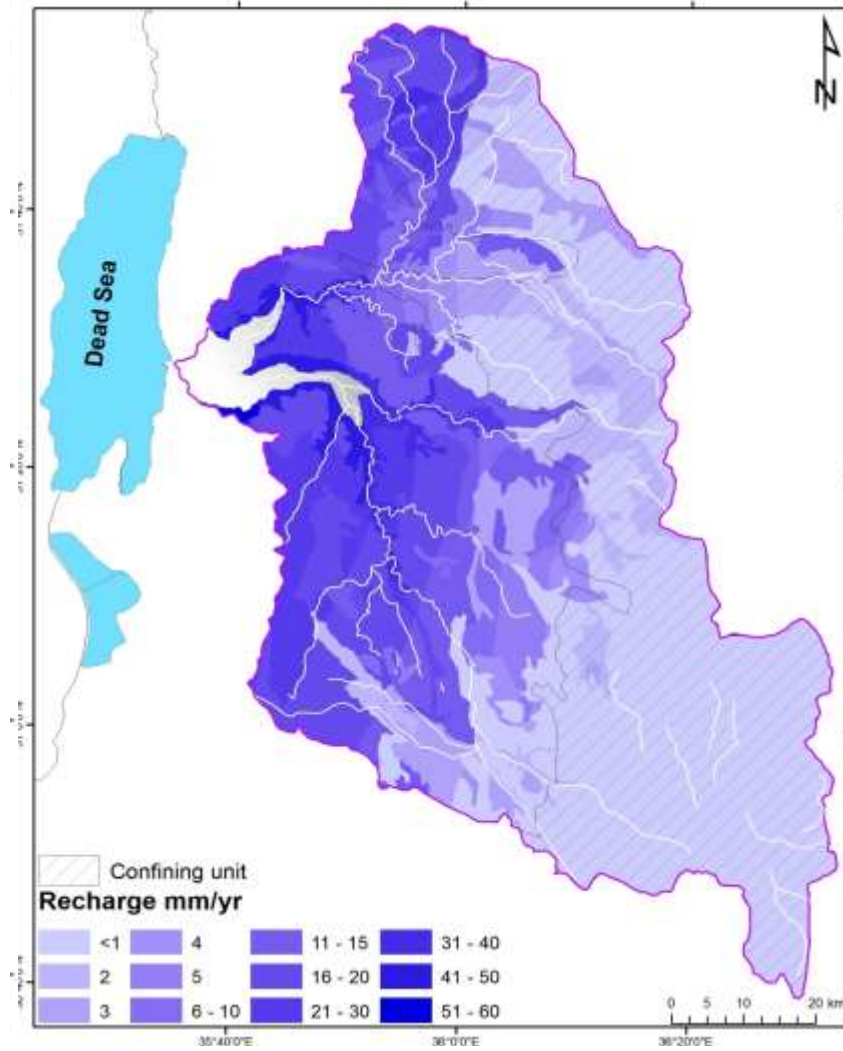 N
Dead Sea
Confining unit
Recharge mm/yr
<1 4 11 - 15 31 - 40
2 5 16 - 20 41 - 50
3 6 - 10 21 - 30 51 - 60
0 5 10 20 km
35°40'0"E 36°0'0"E 36°20'0"E